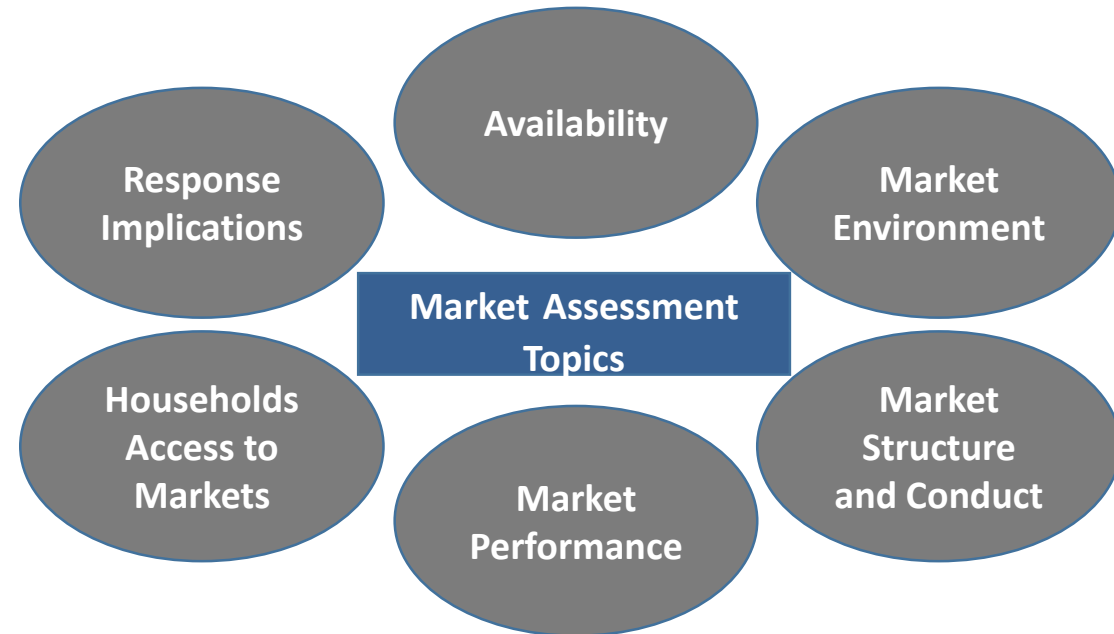 Availability
Response
Implications
Market
Environment
Market Assessment
Topics
Households
Access to
Markets
Market
Structure
and Conduct
Market
Performance